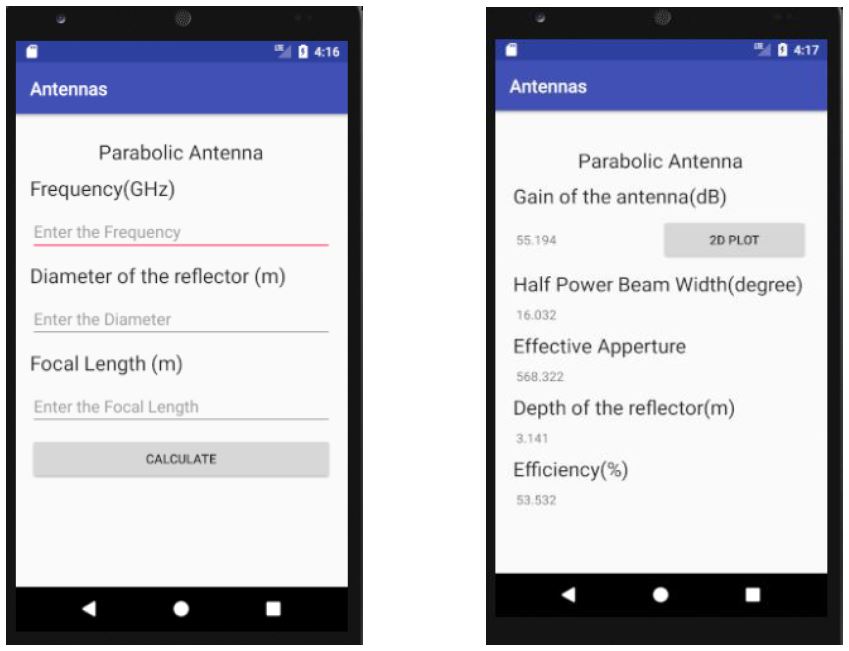 4:16
Antennas
Parabolic Antenna
Frequency(GHz)
Enter the Frequency
Diameter of the reflector (m)
Enter the Diameter
Focal Length (m)
Enter the Focal Length
CALCULATE
4:17
Antennas
Parabolic Antenna
Gain of the antenna(dB)
55.194 2D PLOT
Half Power Beam Width(degree)
16.032
Effective Apperture
568.322
Depth of the reflector(m)
3.141
Efficiency(%)
53.532